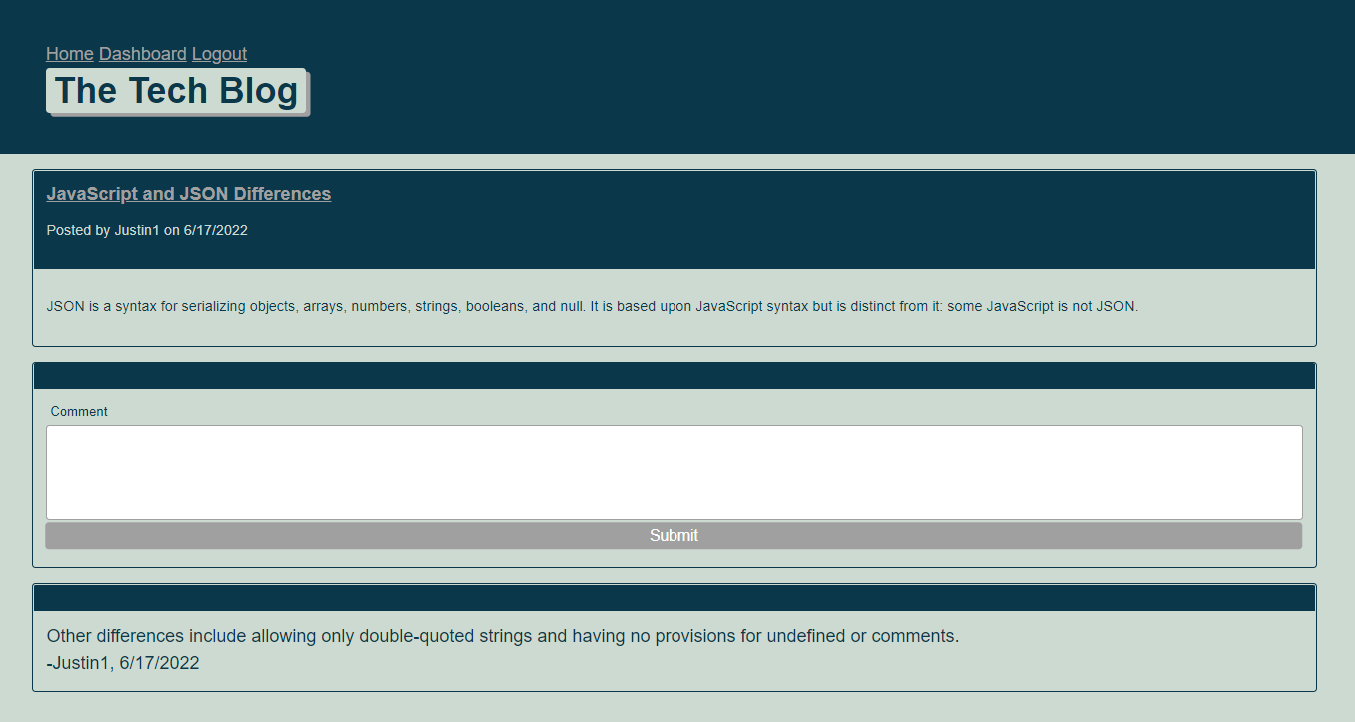 Home Dashboard Logout
The Tech Blog
JavaScript and JSON Differences
Posted by Justin1 on 6/17/2022
JSON is a syntax for serializing objects, arrays, numbers, strings, booleans, and null. It is based upon JavaScript syntax but is distinct from it: some JavaScript is not JSON.
Comment
Submit
Other differences include allowing only double-quoted strings and having no provisions for undefined or comments.
-Justin1, 6/17/2022